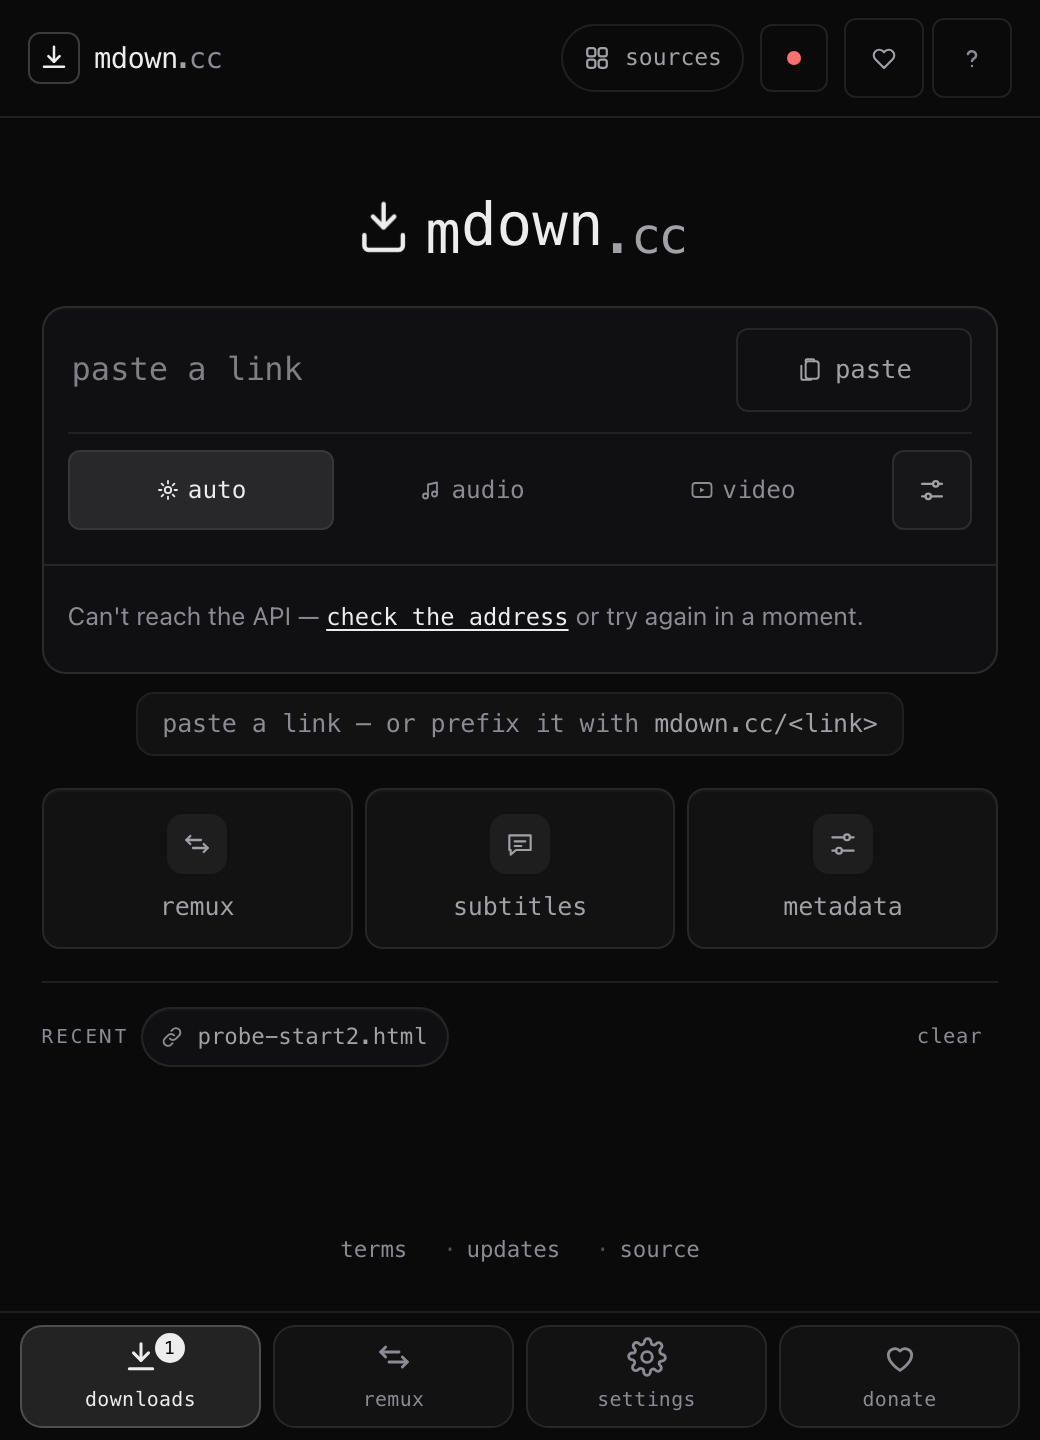 mdown.cc
sources
?
mdown.cc
paste a link
paste
auto
audio
video
Can't reach the API — check the address or try again in a moment.
paste a link — or prefix it with mdown.cc/<link>
remux
subtitles
metadata
RECENT
probe-start2.html
clear
terms · updates · source
1
downloads
remux
settings
donate